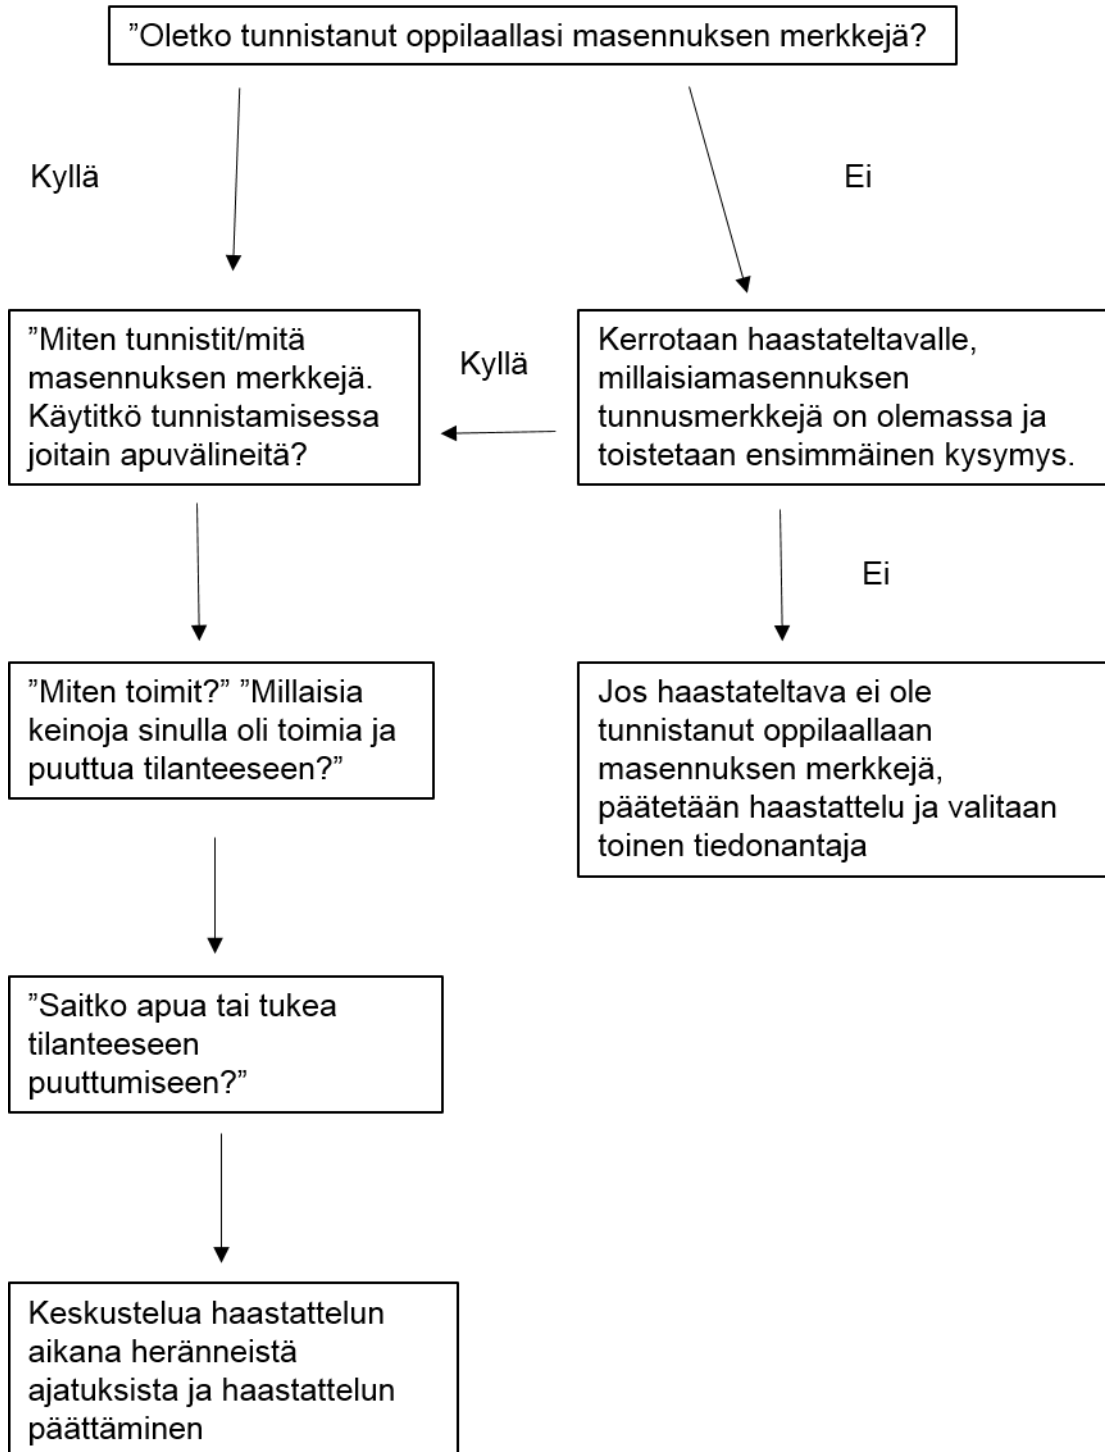 ”Oletko tunnistanut oppilaallasi masennuksen merkkejä?
Kyllä
Ei
”Miten tunnistit/mitä
masennuksen merkkejä.
Käytitkö tunnistamisessa
joitain apuvälineitä?
Kyllä
Kerrotaan haastateltavalle,
millaisiamasennuksen
tunnusmerkkejä on olemassa ja
toistetaan ensimmäinen kysymys.
Ei
”Miten toimit?” ”Millaisia
keinoja sinulla oli toimia ja
puuttua tilanteeseen?”
Jos haastateltava ei ole
tunnistanut oppilaallaan
masennuksen merkkejä,
päätetään haastattelu ja valitaan
toinen tiedonantaja
”Saitko apua tai tukea
tilanteeseen
puuttumiseen?”
Keskustelua haastattelun
aikana heränneistä
ajatuksista ja haastattelun
päättäminen